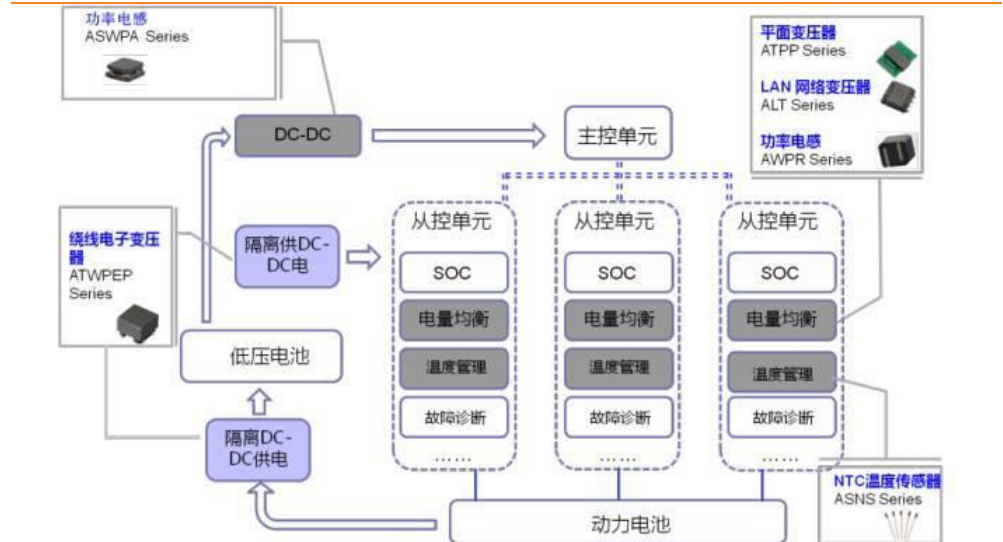 功率电感
ASWPA Series
平面变压器
ATPP Series
LAN 网络变压器
ALT Series
功率电感
AWPR Series
DC-DC
主控单元
绕线电子变压
器
ATWPEP
Series
隔离供DC-
DC电
从控单元
SOC
电量均衡
温度管理
故障诊断
……
从控单元
SOC
电量均衡
温度管理
故障诊断
……
从控单元
SOC
电量均衡
温度管理
故障诊断
……
低压电池
隔离DC-
DC供电
NTC温度传感器
ASNS Series
动力电池